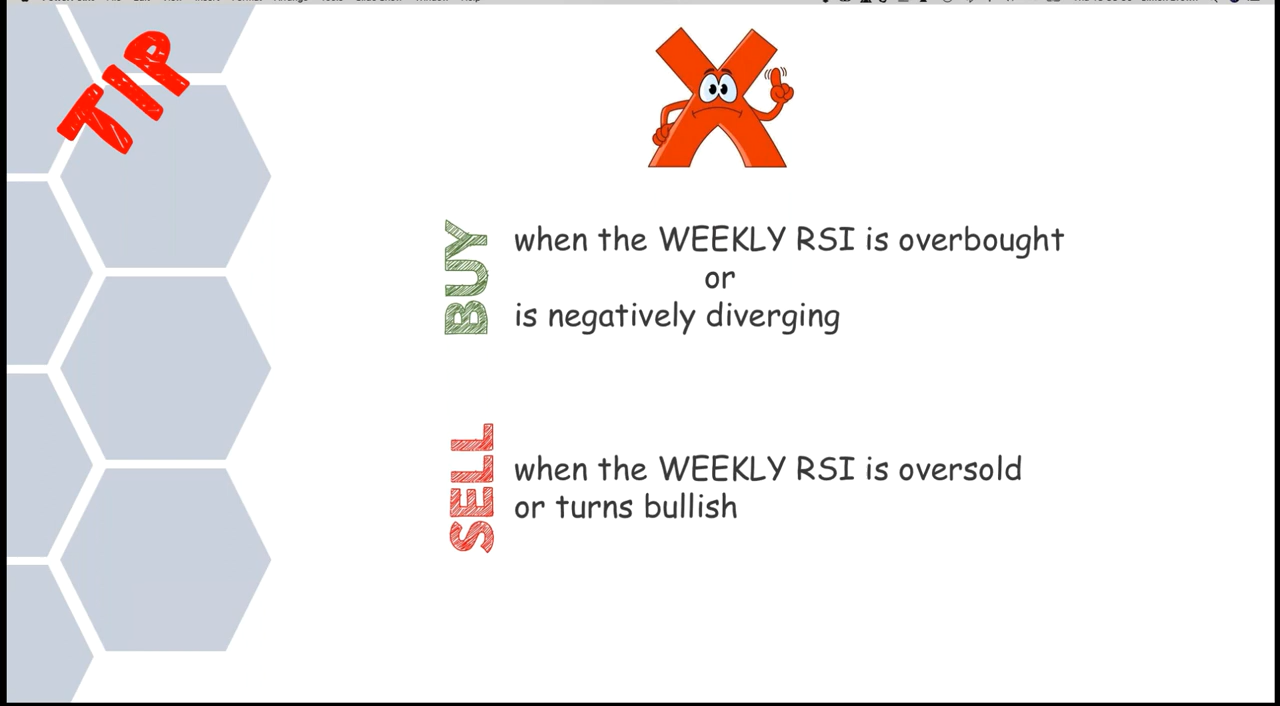 TIP
X
BUY
when the WEEKLY RSI is overbought
or
is negatively diverging
SELL
when the WEEKLY RSI is oversold
or turns bullish